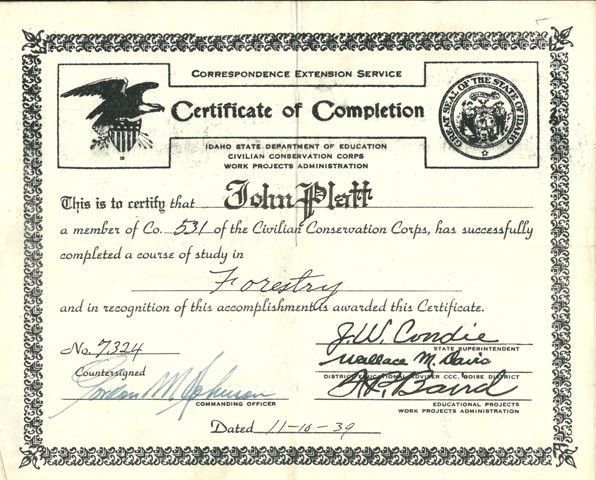 CORRESPONDENCE EXTENSION SERVICE
Certificate of Completion
GREAT SEAL OF THE STATE OF IDAHO
IDAHO STATE DEPARTMENT OF EDUCATION
CIVILIAN CONSERVATION CORPS
WORK PROJECTS ADMINISTRATION
This is to certify that John Platt
a member of Co. 531 of the Civilian Conservation Corps, has successfully
completed a course of study in
Forestry
and in recognition of this accomplishment is awarded this Certificate.
No. 7324
J.W. Condie
STATE SUPERINTENDENT
Wallace M. Davis
Countersigned
DISTRICT EDUCATIONAL ADVISER CCC, BOISE DISTRICT
Gordon M.
Baird
COMMANDING OFFICER
EDUCATIONAL PROJECTS
WORK PROJECTS ADMINISTRATION
Dated 11-10-39